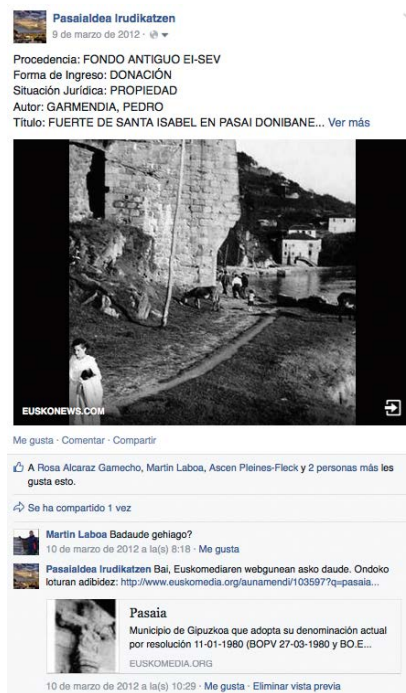 Pasaialdea Irudikatzen
9 de marzo de 2012 ·
Procedencia: FONDO ANTIGUO EI-SEV
Forma de Ingreso: DONACIÓN
Situación Jurídica: PROPIEDAD
Autor: GARMENDIA, PEDRO
Título: FUERTE DE SANTA ISABEL EN PASAI DONIBANE... Ver más
EUSKONEWS.COM
Me gusta · Comentar · Compartir
A Rosa Alcaraz Gamecho, Martin Laboa, Ascen Pleines-Fleck y 2 personas más les
gusta esto.
Se ha compartido 1 vez
Martin Laboa Badaude gehiago?
10 de marzo de 2012 a la(s) 8:18 · Me gusta
Pasaialdea Irudikatzen Bai, Euskomediaren webgunean asko daude. Ondoko
loturan adibidez: http://www.euskomedia.org/aunamendi/103597?q=pasaia...
Pasaia
Municipio de Gipuzkoa que adopta su denominación actual
por resolución 11-01-1980 (BOPV 27-03-1980 y BO.E...
EUSKOMEDIA.ORG
10 de marzo de 2012 a la(s) 10:29 · Me gusta · Eliminar vista previa